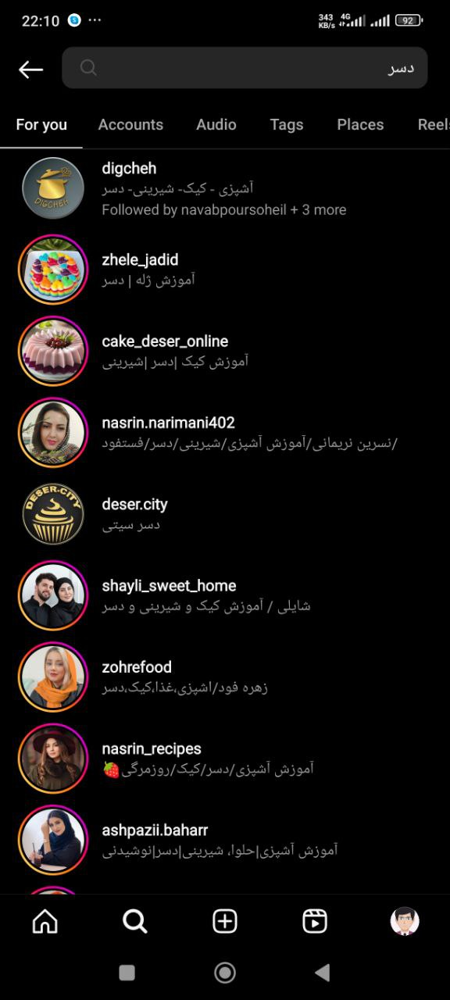 22:10
343 KB/s 4G 92
دسر
For you Accounts Audio Tags Places Reels
digcheh
آشپزی - کیک- شیرینی- دسر
Followed by navabpoursoheil + 3 more
DIGCHEH
zhele_jadid
آموزش ژله | دسر
cake_deser_online
آموزش کیک |دسر |شیرینی
nasrin.narimani402
نسرین نریمانی/آموزش آشپزی/شیرینی/دسر/فستفود/
DESER.CITY
deser.city
دسر سیتی
shayli_sweet_home
شایلی / آموزش کیک و شیرینی و دسر
zohrefood
زهره فود/اشپزی،غذا،کیک،دسر
nasrin_recipes
آموزش آشپزی/دسر/کیک/روزمرگی🍓
ashpazii.baharr
آموزش آشپزی|حلوا، شیرینی|دسر|نوشیدنی